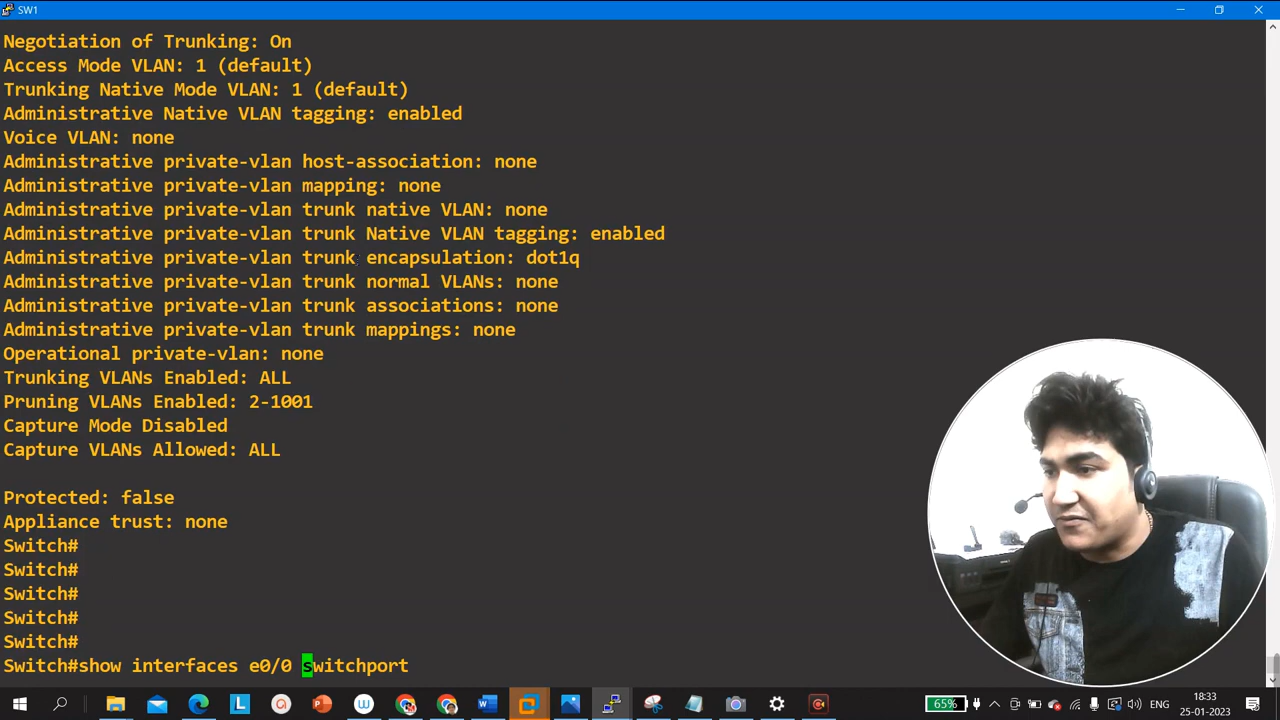 SW1
Negotiation of Trunking: On
Access Mode VLAN: 1 (default)
Trunking Native Mode VLAN: 1 (default)
Administrative Native VLAN tagging: enabled
Voice VLAN: none
Administrative private-vlan host-association: none
Administrative private-vlan mapping: none
Administrative private-vlan trunk native VLAN: none
Administrative private-vlan trunk Native VLAN tagging: enabled
Administrative private-vlan trunk encapsulation: dot1q
Administrative private-vlan trunk normal VLANs: none
Administrative private-vlan trunk associations: none
Administrative private-vlan trunk mappings: none
Operational private-vlan: none
Trunking VLANs Enabled: ALL
Pruning VLANs Enabled: 2-1001
Capture Mode Disabled
Capture VLANs Allowed: ALL
Protected: false
Appliance trust: none
Switch#
Switch#
Switch#
Switch#
Switch#
Switch#show interfaces e0/0 switchport
65%
ENG
18:33
25-01-2023